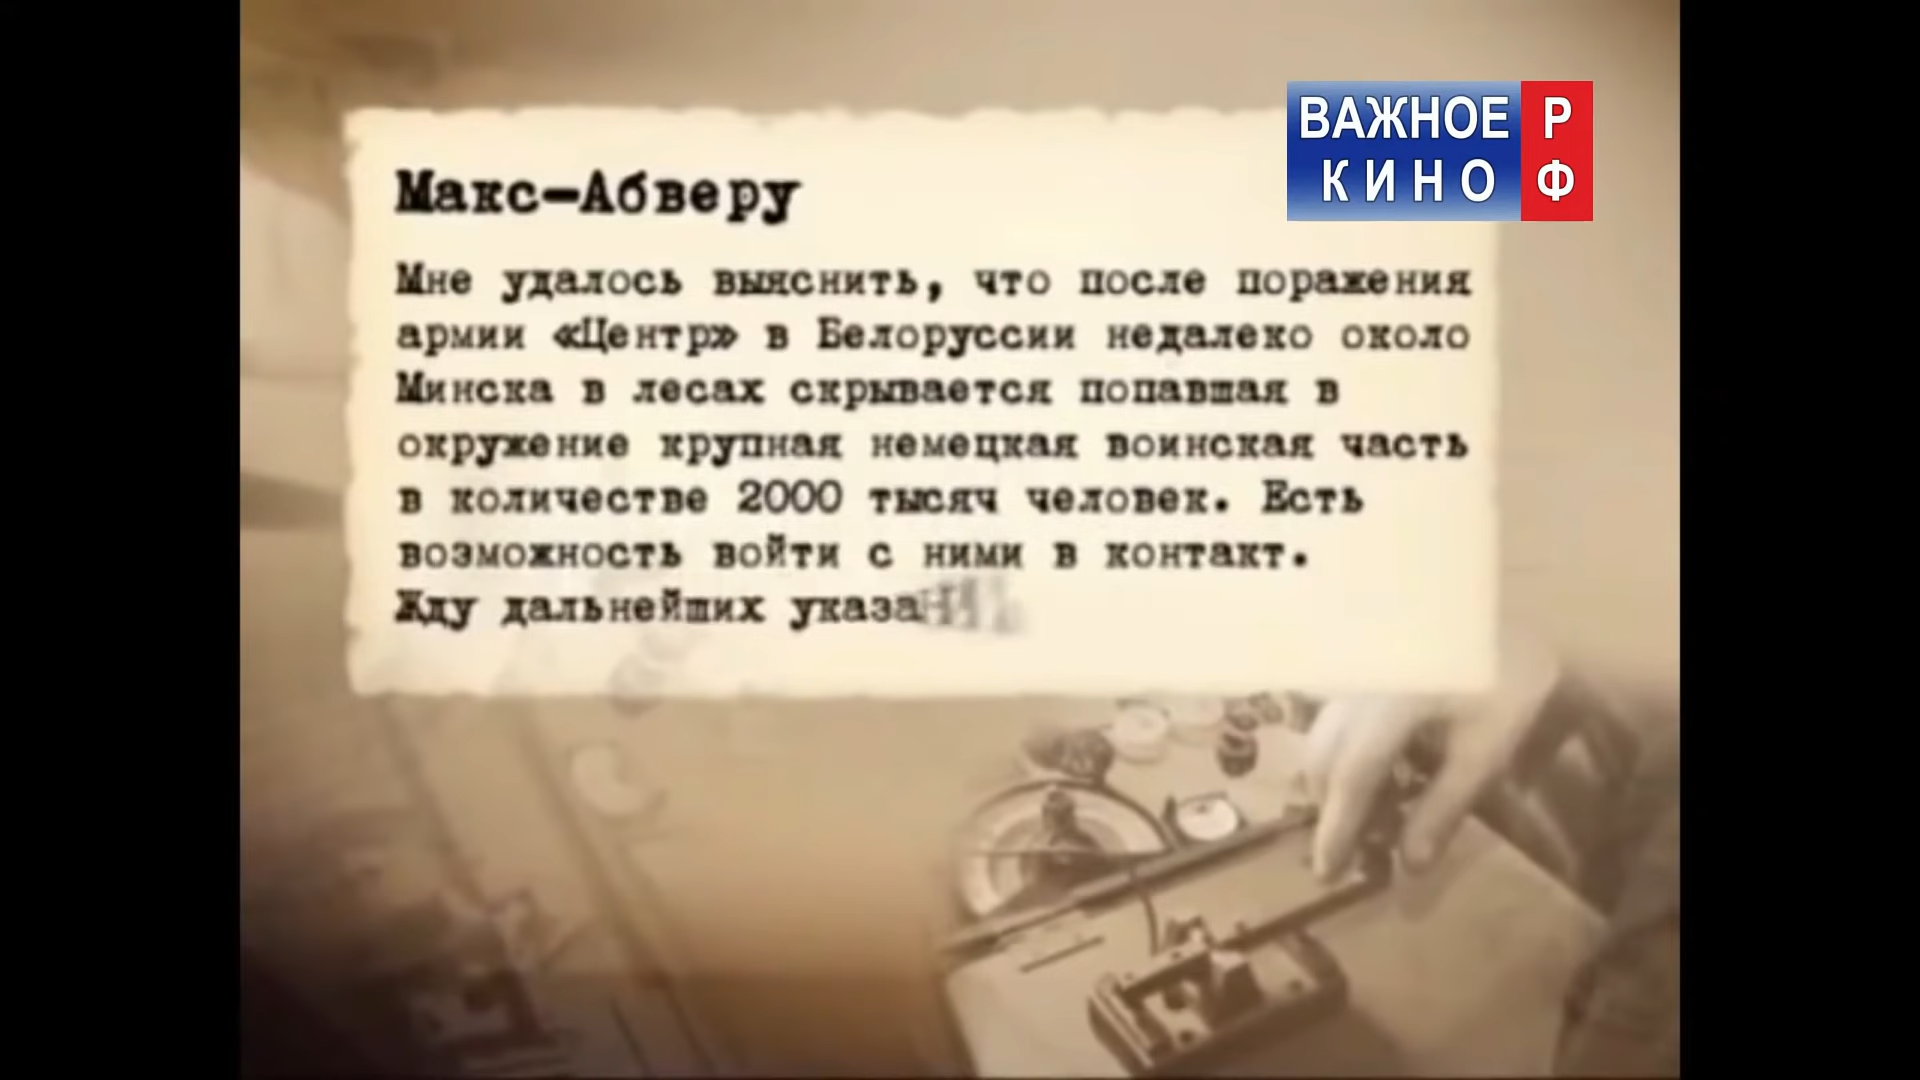 ВАЖНОЕ РФ
КИНО
Макс-Абверу
Мне удалось выяснить, что после поражения
армии «Центр» в Белоруссии недалеко около
Минска в лесах скрывается попавшая в
окружение крупная немецкая воинская часть
в количестве 2000 тысяч человек. Есть
возможность войти с ними в контакт.
Жду дальнейших